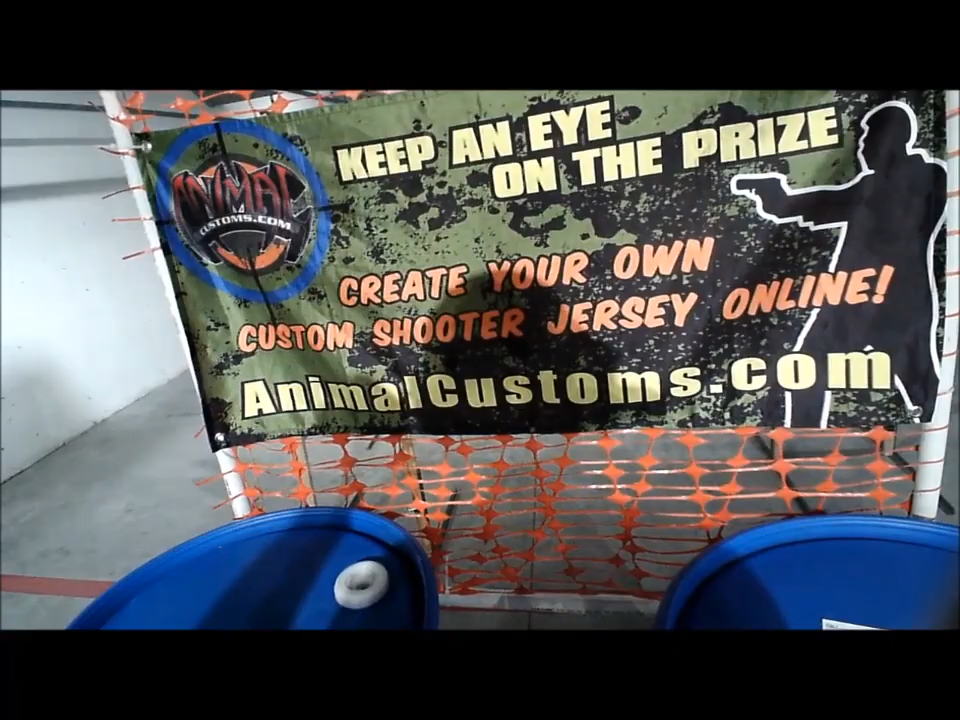 KEEP AN EYE
ON THE PRIZE
ANIMAL
CUSTOMS.COM
CREATE YOUR OWN
CUSTOM SHOOTER JERSEY ONLINE!
AnimalCustoms.com